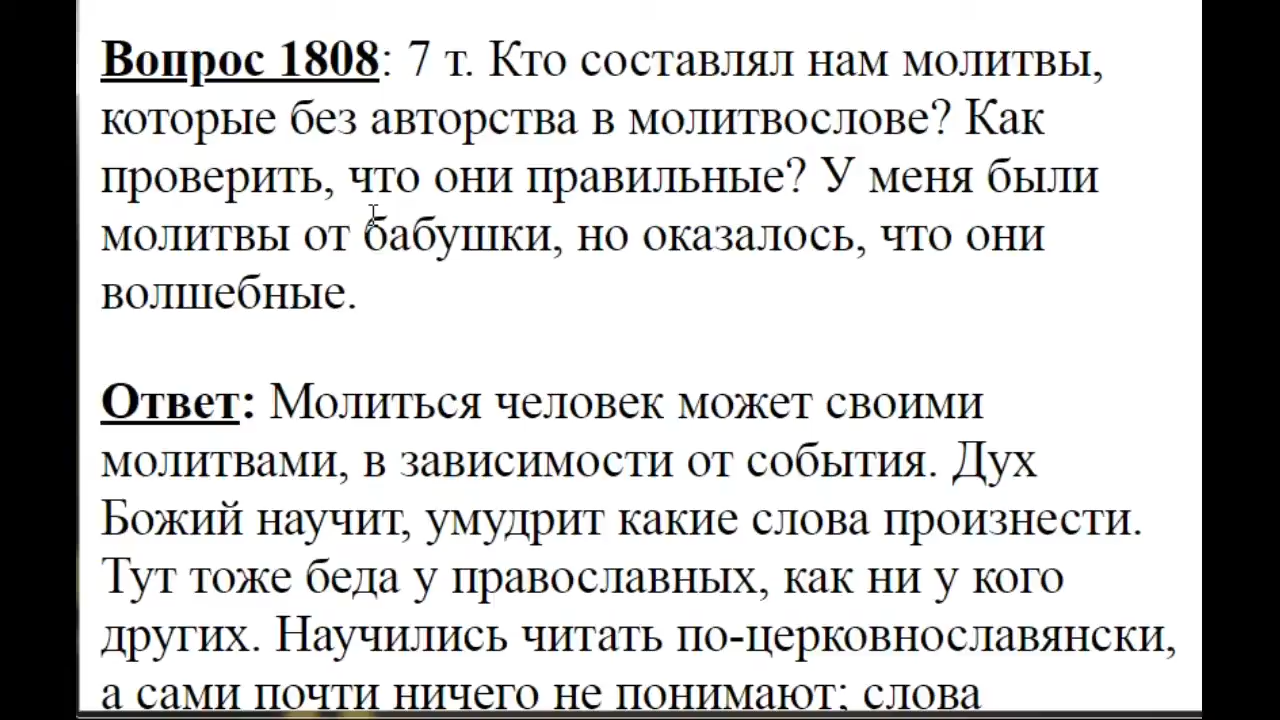 Вопрос 1808: 7 т. Кто составлял нам молитвы,
которые без авторства в молитвослове? Как
проверить, что они правильные? У меня были
молитвы от бабушки, но оказалось, что они
волшебные.
Ответ: Молиться человек может своими
молитвами, в зависимости от события. Дух
Божий научит, умудрит какие слова произнести.
Тут тоже беда у православных, как ни у кого
других. Научились читать по-церковнославянски,
а сами почти ничего не понимают; слова